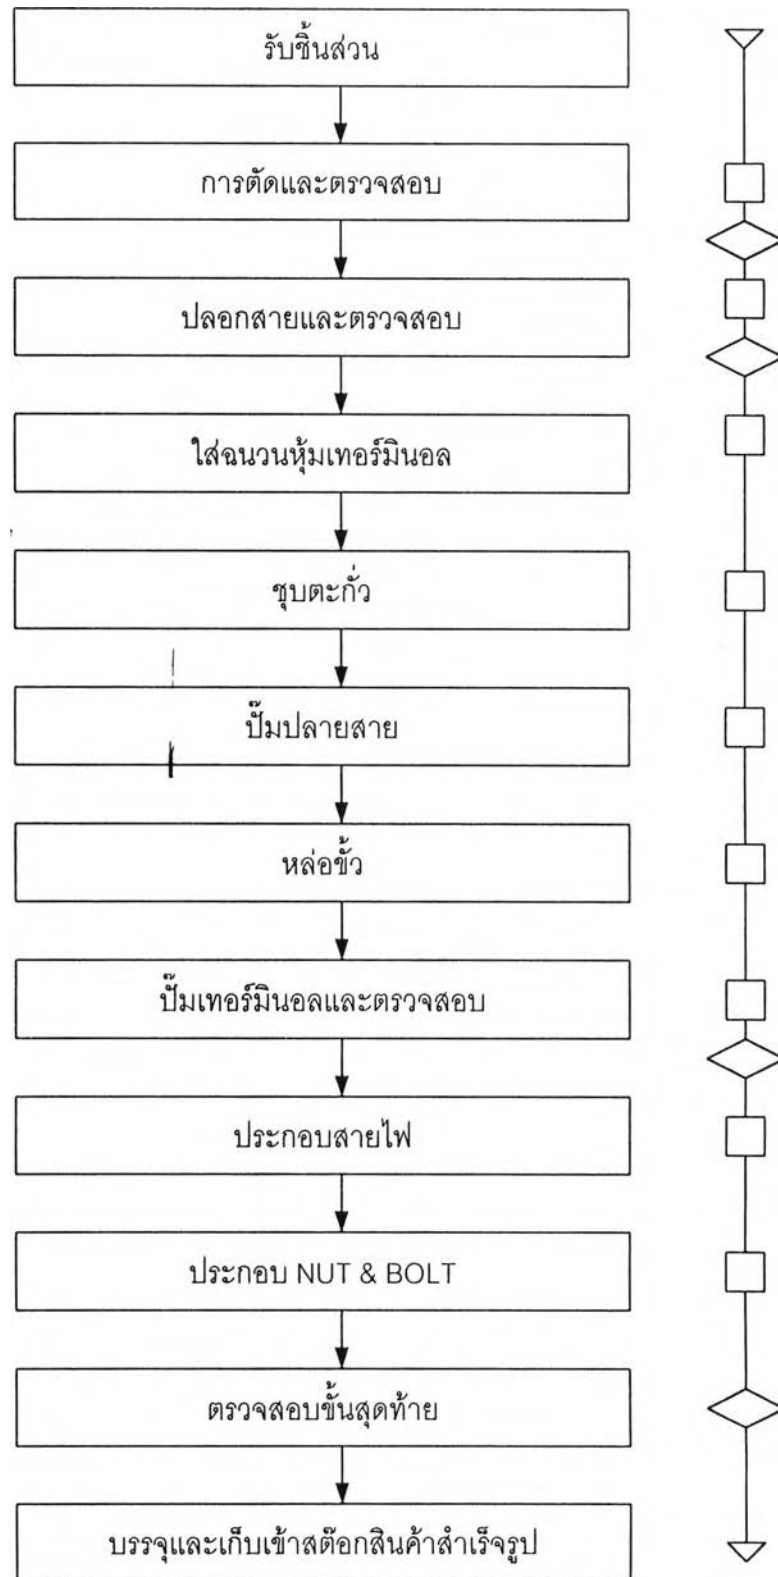 รับชิ้นส่วน
การตัดและตรวจสอบ
ปลอกสายและตรวจสอบ
ใส่ฉนวนหุ้มเทอร์มินอล
ชุบตะกั่ว
ปั๊มปลายสาย
หล่อขั้ว
ปั๊มเทอร์มินอลและตรวจสอบ
ประกอบสายไฟ
ประกอบ NUT & BOLT
ตรวจสอบขั้นสุดท้าย
บรรจุและเก็บเข้าสต๊อกสินค้าสำเร็จรูป